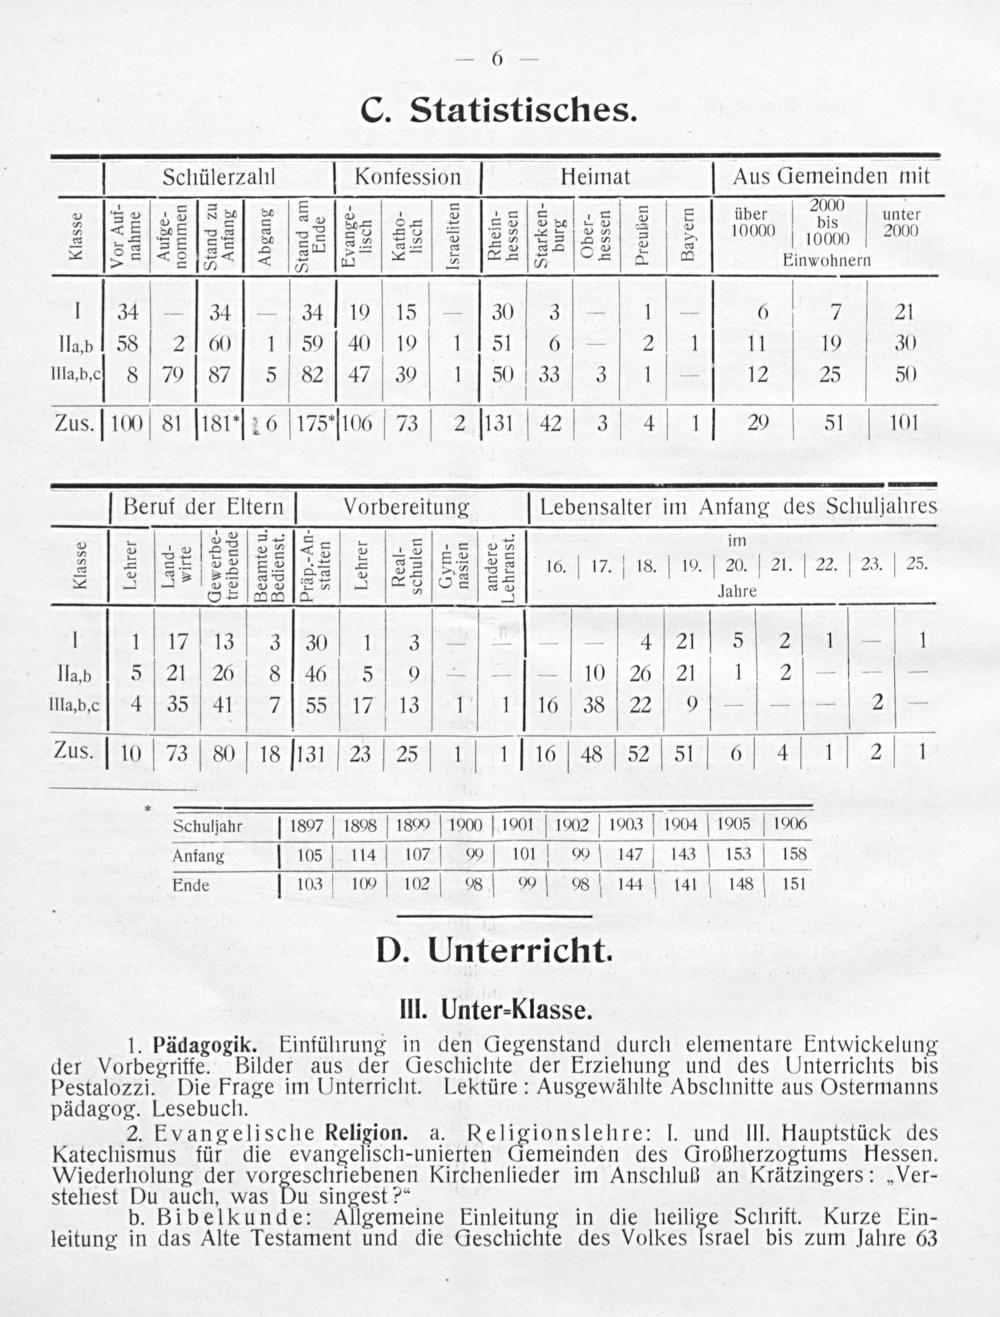 — 6 —
C. Statistisches.
Schülerzahl | Konfession | Heimat | Aus Gemeinden mit
Klasse | Vor Aufnahme | Aufgenommen | Stand zu Anfang | Abgang | Stand am Ende | Evangelisch | Katholisch | Israeliten | Rheinhessen | Starkenburg | Oberhessen | Preußen | Bayern | über 10000 | 2000 bis 10000 | unter 2000
Einwohnern
I | 34 | — | 34 | — | 34 | 19 | 15 | — | 30 | 3 | — | 1 | — | 6 | 7 | 21
IIa,b | 58 | 2 | 60 | 1 | 59 | 40 | 19 | 1 | 51 | 6 | — | 2 | 1 | 11 | 19 | 30
IIIa,b,c | 8 | 79 | 87 | 5 | 82 | 47 | 39 | 1 | 50 | 33 | 3 | 1 | — | 12 | 25 | 50
Zus. | 100 | 81 | 181* | 6 | 175* | 106 | 73 | 2 | 131 | 42 | 3 | 4 | 1 | 29 | 51 | 101
Beruf der Eltern | Vorbereitung | Lebensalter im Anfang des Schuljahres
Klasse | Lehrer | Landwirte | Gewerbetreibende | Beamte u. Bedienst. | Präp.-Anstalten | Lehrer | Realschulen | Gymnasien | andere Lehranst. | im
16. | 17. | 18. | 19. | 20. | 21. | 22. | 23. | 25.
Jahre
I | 1 | 17 | 13 | 3 | 30 | 1 | 3 | — | — | — | — | 4 | 21 | 5 | 2 | 1 | — | 1
IIa,b | 5 | 21 | 26 | 8 | 46 | 5 | 9 | — | — | — | 10 | 26 | 21 | 1 | 2 | — | — | —
IIIa,b,c | 4 | 35 | 41 | 7 | 55 | 17 | 13 | 1 | 1 | 16 | 38 | 22 | 9 | — | — | — | 2 | —
Zus. | 10 | 73 | 80 | 18 | 131 | 23 | 25 | 1 | 1 | 16 | 48 | 52 | 51 | 6 | 4 | 1 | 2 | 1
*
Schuljahr | 1897 | 1898 | 1899 | 1900 | 1901 | 1902 | 1903 | 1904 | 1905 | 1906
Anfang | 105 | 114 | 107 | 99 | 101 | 99 | 147 | 143 | 153 | 158
Ende | 103 | 109 | 102 | 98 | 99 | 98 | 144 | 141 | 148 | 151
D. Unterricht.
III. Unter=Klasse.
1. Pädagogik. Einführung in den Gegenstand durch elementare Entwickelung
der Vorbegriffe. Bilder aus der Geschichte der Erziehung und des Unterrichts bis
Pestalozzi. Die Frage im Unterricht. Lektüre: Ausgewählte Abschnitte aus Ostermanns
pädagog. Lesebuch.
2. Evangelische Religion. a. Religionslehre: I. und III. Hauptstück des
Katechismus für die evangelisch-unierten Gemeinden des Großherzogtums Hessen.
Wiederholung der vorgeschriebenen Kirchenlieder im Anschluß an Krätzingers: „Ver-
stehest Du auch, was Du singest?“
b. Bibelkunde: Allgemeine Einleitung in die heilige Schrift. Kurze Ein-
leitung in das Alte Testament und die Geschichte des Volkes Israel bis zum Jahre 63